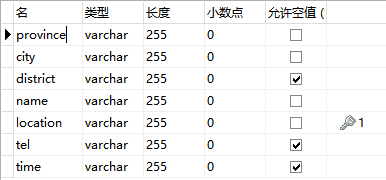 名 类型 长度 小数点 允许空值 (
province varchar 255 0
city varchar 255 0
district varchar 255 0
name varchar 255 0
location varchar 255 0 1
tel varchar 255 0
time varchar 255 0